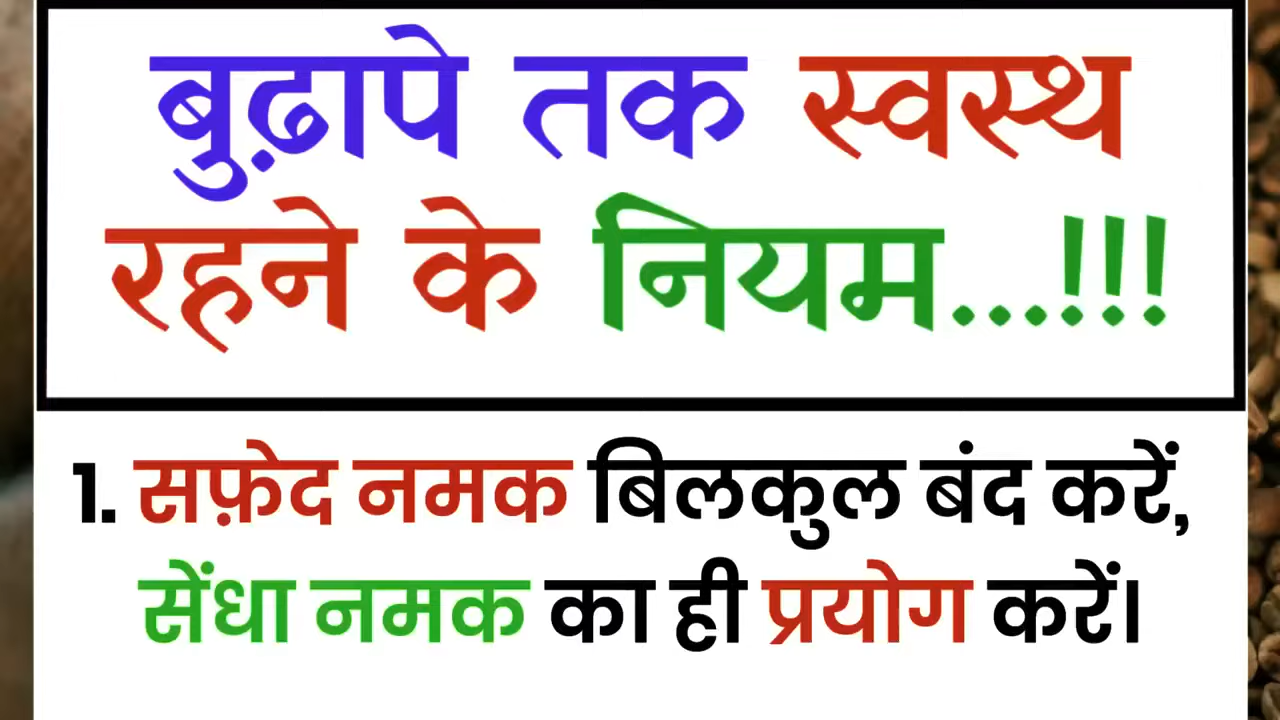 बुढ़ापे तक स्वस्थ
रहने के नियम...!!!
1. सफ़ेद नमक बिलकुल बंद करें,
सेंधा नमक का ही प्रयोग करें।